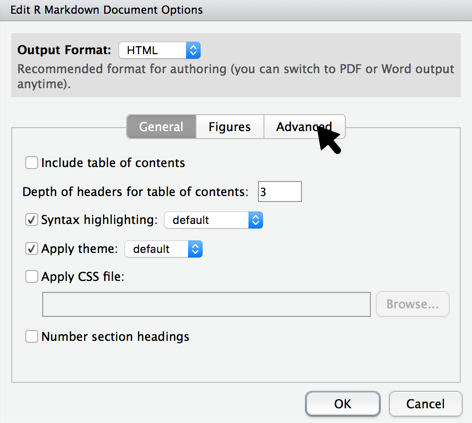 Edit R Markdown Document Options
Output Format: HTML
Recommended format for authoring (you can switch to PDF or Word output
anytime).
General Figures Advanced
Include table of contents
Depth of headers for table of contents: 3
Syntax highlighting: default
Apply theme: default
Apply CSS file:
Browse...
Number section headings
OK Cancel